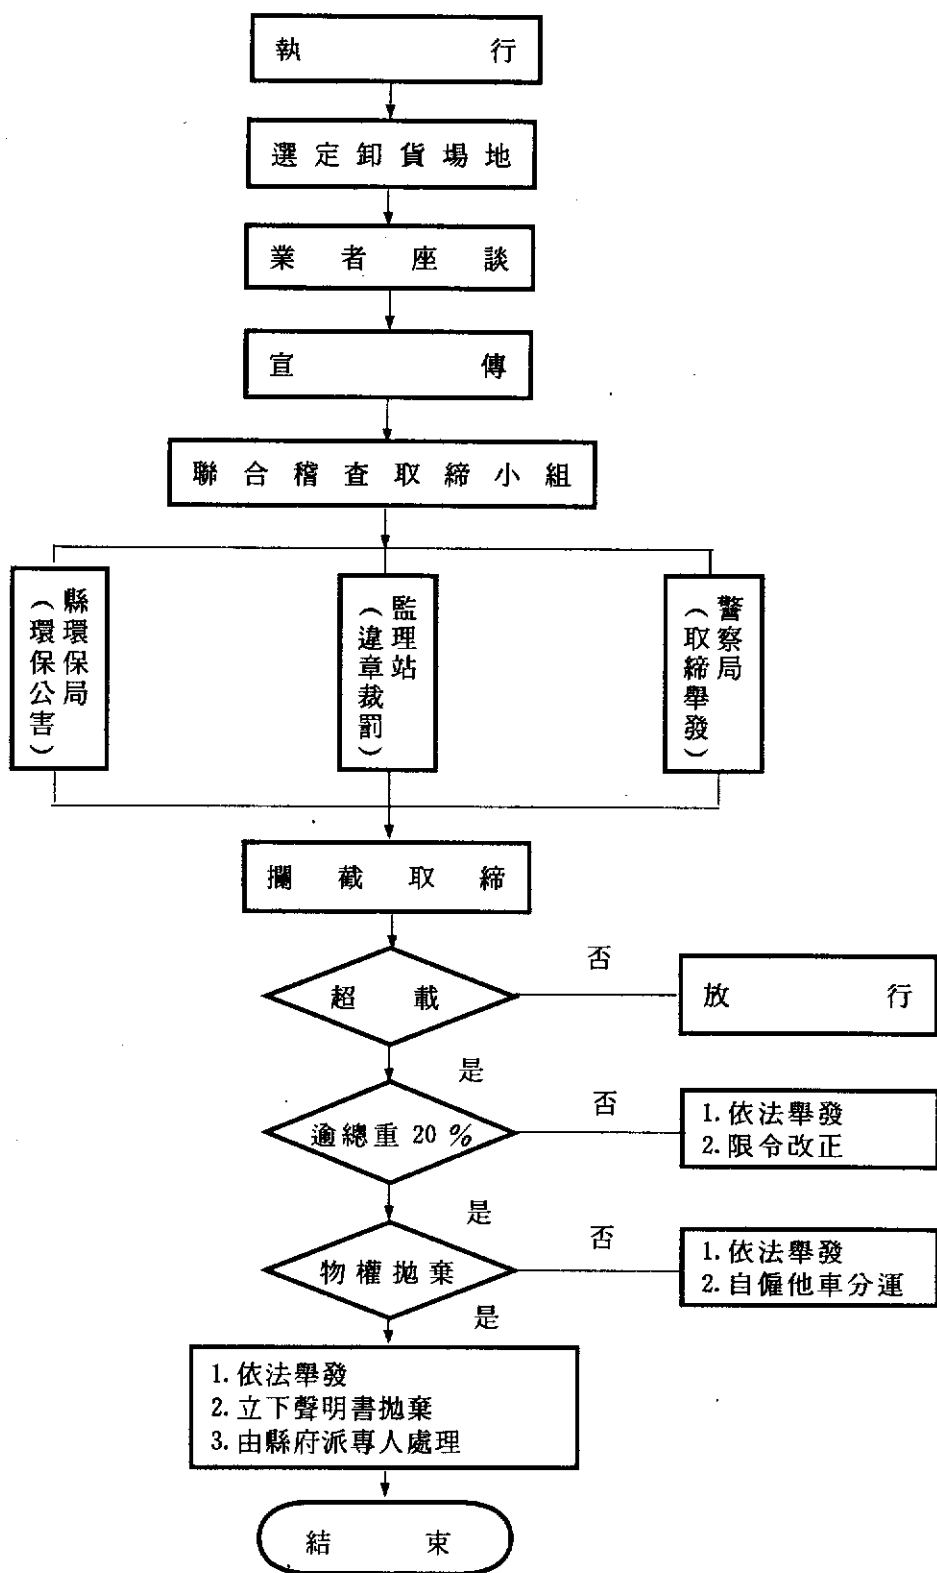 執行
選定卸貨場地
業者座談
宣傳
聯合稽查取締小組
縣環保局
（環保公害）
監理站
（違章裁罰）
警察局
（取締舉發）
攔截取締
超載
否
放行
是
逾總重20%
否
1.依法舉發
2.限令改正
是
物權拋棄
否
1.依法舉發
2.自僱他車分運
是
1.依法舉發
2.立下聲明書拋棄
3.由縣府派專人處理
結束